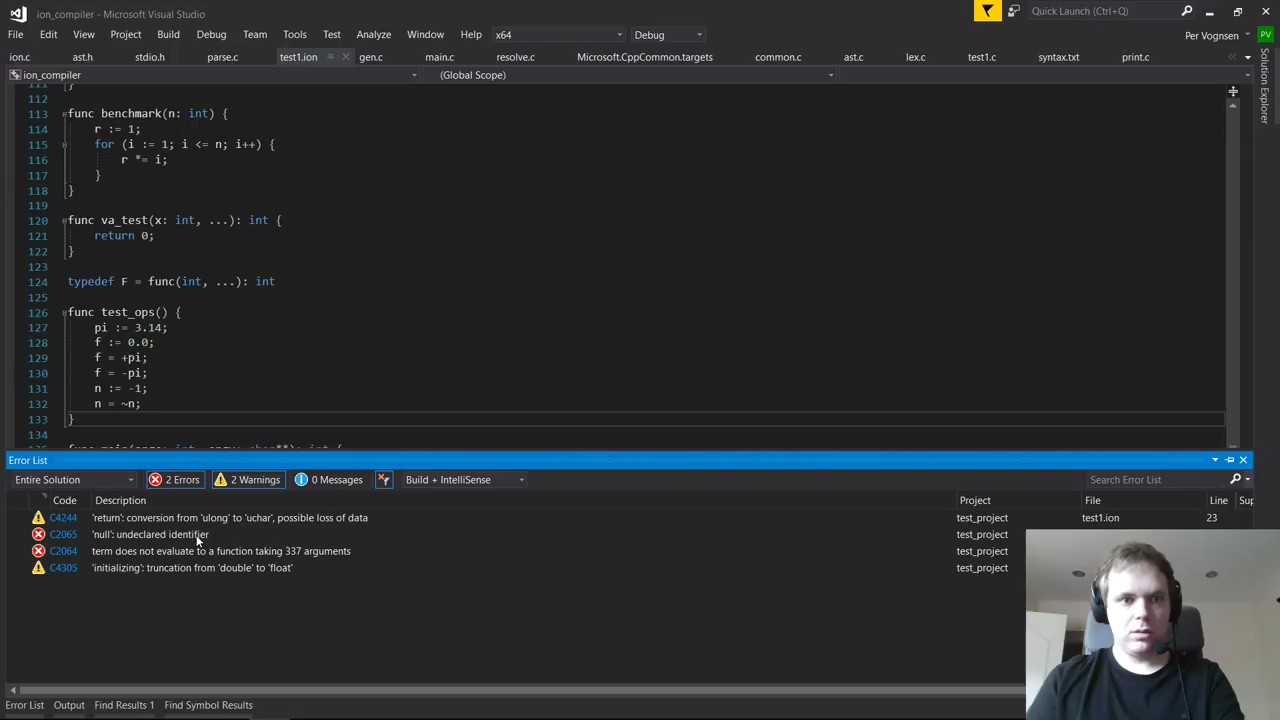 ion_compiler - Microsoft Visual Studio
Quick Launch (Ctrl+Q)
File Edit View Project Build Debug Team Tools Test Analyze Window Help x64 Debug Per Vognsen PV
ion.c ast.h stdio.h parse.c test1.ion gen.c main.c resolve.c Microsoft.CppCommon.targets common.c ast.c lex.c test1.c syntax.txt print.c
ion_compiler (Global Scope)
Solution Explorer
112
113 func benchmark(n: int) {
114 r := 1;
115 for (i := 1; i <= n; i++) {
116 r *= i;
117 }
118 }
119
120 func va_test(x: int, ...): int {
121 return 0;
122 }
123
124 typedef F = func(int, ...): int
125
126 func test_ops() {
127 pi := 3.14;
128 f := 0.0;
129 f = +pi;
130 f = -pi;
131 n := -1;
132 n = ~n;
133 }
134
Error List
Entire Solution 2 Errors 2 Warnings 0 Messages Build + IntelliSense Search Error List
Code Description Project File Line
C4244 'return': conversion from 'ulong' to 'uchar', possible loss of data test_project test1.ion 23
C2065 'null': undeclared identifier test_project
C2064 term does not evaluate to a function taking 337 arguments test_project
C4305 'initializing': truncation from 'double' to 'float' test_project
Error List Output Find Results 1 Find Symbol Results